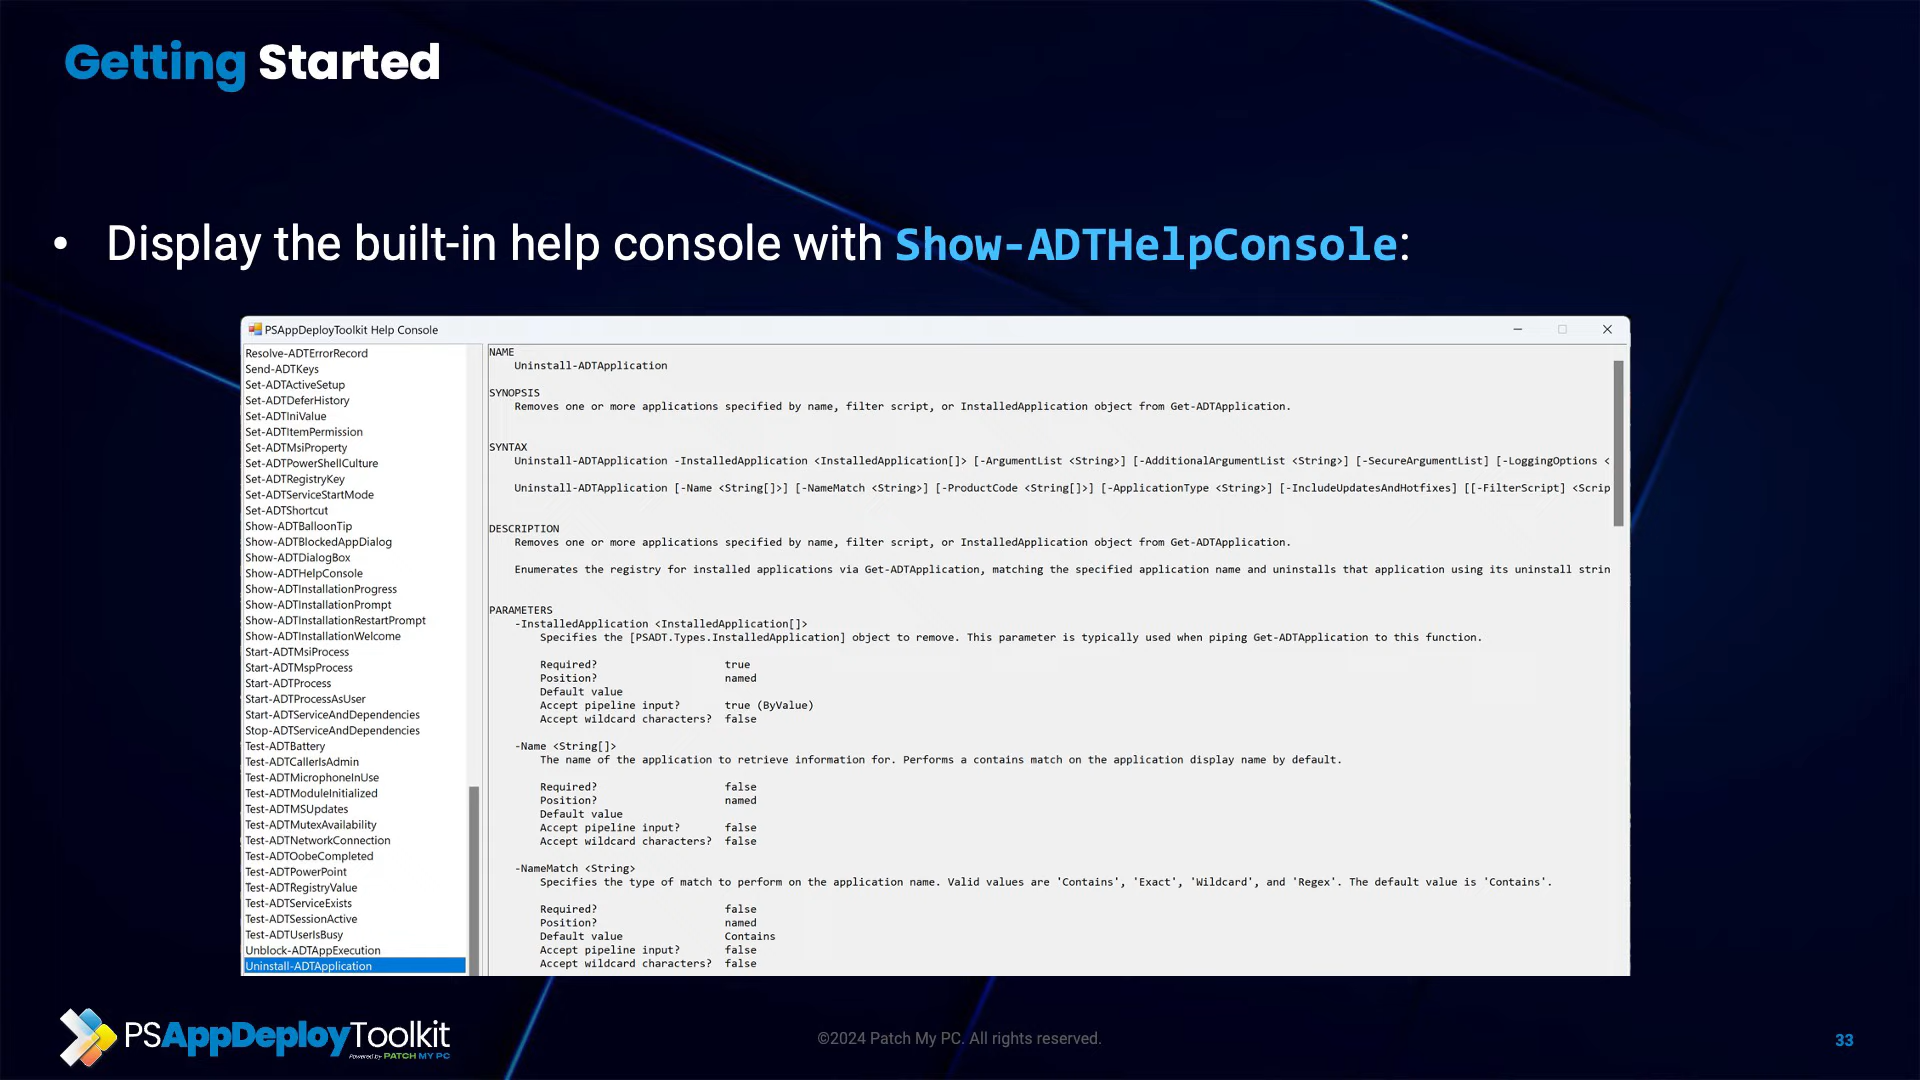 Getting Started
• Display the built-in help console with Show-ADTHelpConsole:
PSAppDeployToolkit Help Console
Resolve-ADTErrorRecord
Send-ADTKeys
Set-ADTActiveSetup
Set-ADTDeferHistory
Set-ADTIniValue
Set-ADTItemPermission
Set-ADTMsiProperty
Set-ADTPowerShellCulture
Set-ADTRegistryKey
Set-ADTServiceStartMode
Set-ADTShortcut
Show-ADTBalloonTip
Show-ADTBlockedAppDialog
Show-ADTDialogBox
Show-ADTHelpConsole
Show-ADTInstallationProgress
Show-ADTInstallationPrompt
Show-ADTInstallationRestartPrompt
Show-ADTInstallationWelcome
Start-ADTMsiProcess
Start-ADTMspProcess
Start-ADTProcess
Start-ADTProcessAsUser
Start-ADTServiceAndDependencies
Stop-ADTServiceAndDependencies
Test-ADTBattery
Test-ADTCallerIsAdmin
Test-ADTMicrophoneInUse
Test-ADTModuleInitialized
Test-ADTMSUpdates
Test-ADTMutexAvailability
Test-ADTNetworkConnection
Test-ADTOobeCompleted
Test-ADTPowerPoint
Test-ADTRegistryValue
Test-ADTServiceExists
Test-ADTSessionActive
Test-ADTUserIsBusy
Unblock-ADTAppExecution
Uninstall-ADTApplication
NAME
Uninstall-ADTApplication
SYNOPSIS
Removes one or more applications specified by name, filter script, or InstalledApplication object from Get-ADTApplication.
SYNTAX
Uninstall-ADTApplication -InstalledApplication <InstalledApplication[]> [-ArgumentList <String>] [-AdditionalArgumentList <String>] [-SecureArgumentList] [-LoggingOptions <
Uninstall-ADTApplication [-Name <String[]>] [-NameMatch <String>] [-ProductCode <String[]>] [-ApplicationType <String>] [-IncludeUpdatesAndHotfixes] [[-FilterScript] <Scrip
DESCRIPTION
Removes one or more applications specified by name, filter script, or InstalledApplication object from Get-ADTApplication.
Enumerates the registry for installed applications via Get-ADTApplication, matching the specified application name and uninstalls that application using its uninstall strin
PARAMETERS
-InstalledApplication <InstalledApplication[]>
Specifies the [PSADT.Types.InstalledApplication] object to remove. This parameter is typically used when piping Get-ADTApplication to this function.
Required? true
Position? named
Default value
Accept pipeline input? true (ByValue)
Accept wildcard characters? false
-Name <String[]>
The name of the application to retrieve information for. Performs a contains match on the application display name by default.
Required? false
Position? named
Default value
Accept pipeline input? false
Accept wildcard characters? false
-NameMatch <String>
Specifies the type of match to perform on the application name. Valid values are 'Contains', 'Exact', 'Wildcard', and 'Regex'. The default value is 'Contains'.
Required? false
Position? named
Default value Contains
Accept pipeline input? false
Accept wildcard characters? false
PSAppDeployToolkit
Powered by PATCH MY PC
©2024 Patch My PC. All rights reserved.
33